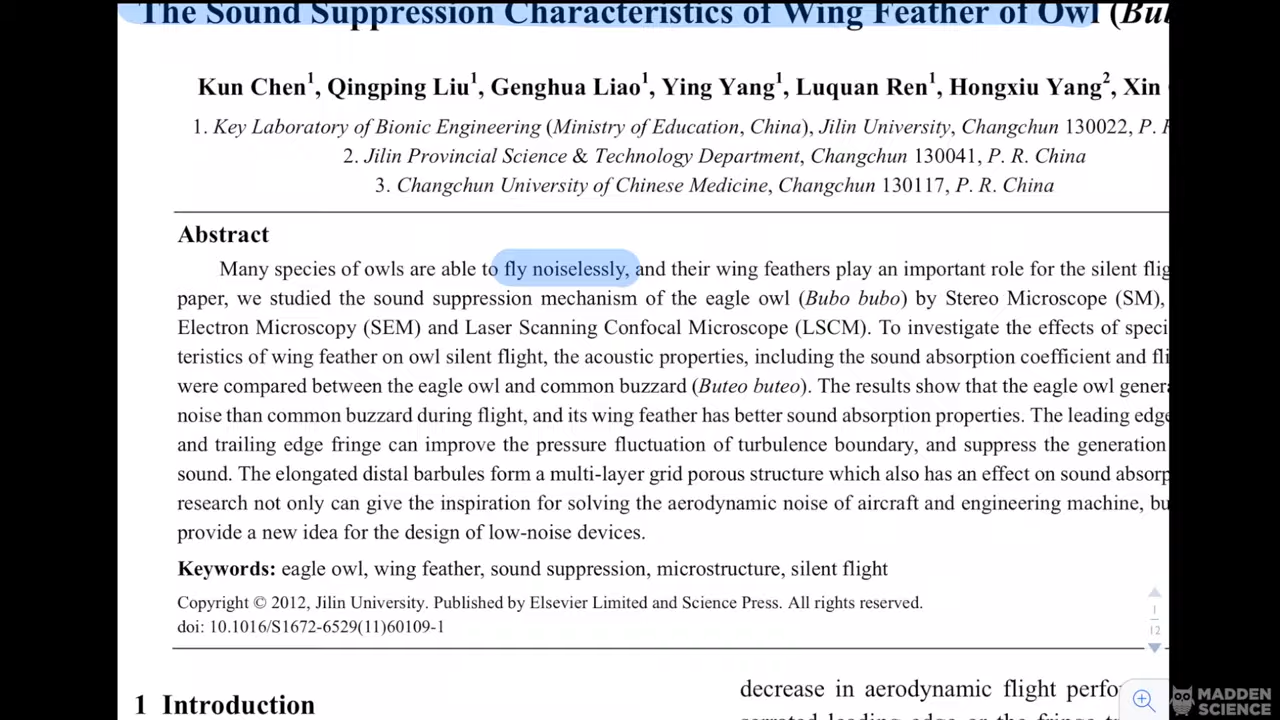 The Sound Suppression Characteristics of Wing Feather of Owl (Bu
Kun Chen1, Qingping Liu1, Genghua Liao1, Ying Yang1, Luquan Ren1, Hongxiu Yang2, Xin
1. Key Laboratory of Bionic Engineering (Ministry of Education, China), Jilin University, Changchun 130022, P.
2. Jilin Provincial Science & Technology Department, Changchun 130041, P. R. China
3. Changchun University of Chinese Medicine, Changchun 130117, P. R. China
Abstract
Many species of owls are able to fly noiselessly, and their wing feathers play an important role for the silent flig
paper, we studied the sound suppression mechanism of the eagle owl (Bubo bubo) by Stereo Microscope (SM),
Electron Microscopy (SEM) and Laser Scanning Confocal Microscope (LSCM). To investigate the effects of speci
teristics of wing feather on owl silent flight, the acoustic properties, including the sound absorption coefficient and fli
were compared between the eagle owl and common buzzard (Buteo buteo). The results show that the eagle owl genera
noise than common buzzard during flight, and its wing feather has better sound absorption properties. The leading edge
and trailing edge fringe can improve the pressure fluctuation of turbulence boundary, and suppress the generation
sound. The elongated distal barbules form a multi-layer grid porous structure which also has an effect on sound absorp
research not only can give the inspiration for solving the aerodynamic noise of aircraft and engineering machine, bu
provide a new idea for the design of low-noise devices.
Keywords: eagle owl, wing feather, sound suppression, microstructure, silent flight
Copyright © 2012, Jilin University. Published by Elsevier Limited and Science Press. All rights reserved.
doi: 10.1016/S1672-6529(11)60109-1
1
12
1 Introduction
decrease in aerodynamic flight perfo
MADDEN
SCIENCE